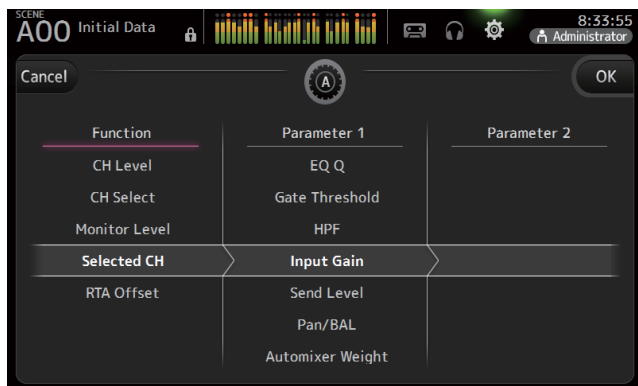 SCENE
A00 Initial Data
8:33:55
Administrator
Cancel
A
OK
Function Parameter 1 Parameter 2
CH Level EQ Q
CH Select Gate Threshold
Monitor Level HPF
Selected CH Input Gain
RTA Offset Send Level
Pan/BAL
Automixer Weight